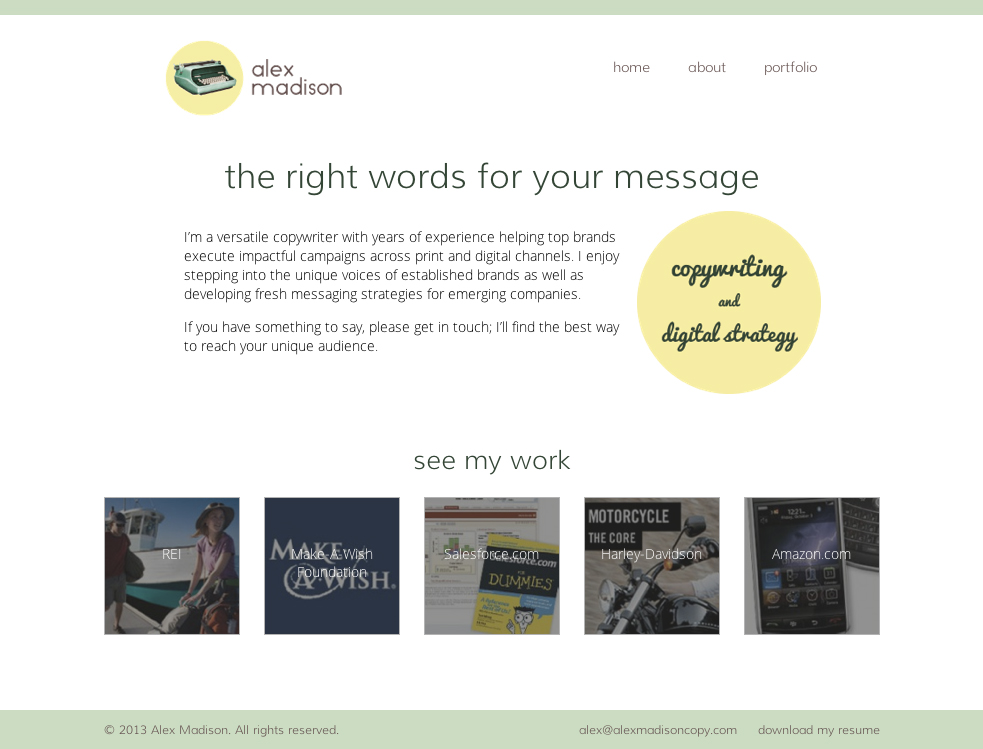 alex
madison
home about portfolio
the right words for your message
I'm a versatile copywriter with years of experience helping top brands
execute impactful campaigns across print and digital channels. I enjoy
stepping into the unique voices of established brands as well as
developing fresh messaging strategies for emerging companies.
If you have something to say, please get in touch; I'll find the best way
to reach your unique audience.
copywriting
and
digital strategy
see my work
REI
Make-A-Wish
Foundation
MAKE
A-WISH®
Salesforce.com
Salesforce.com
FOR
DUMMIES
MOTORCYCLE
THE CORE
Harley-Davidson
Amazon.com
© 2013 Alex Madison. All rights reserved.
alex@alexmadisoncopy.com download my resume